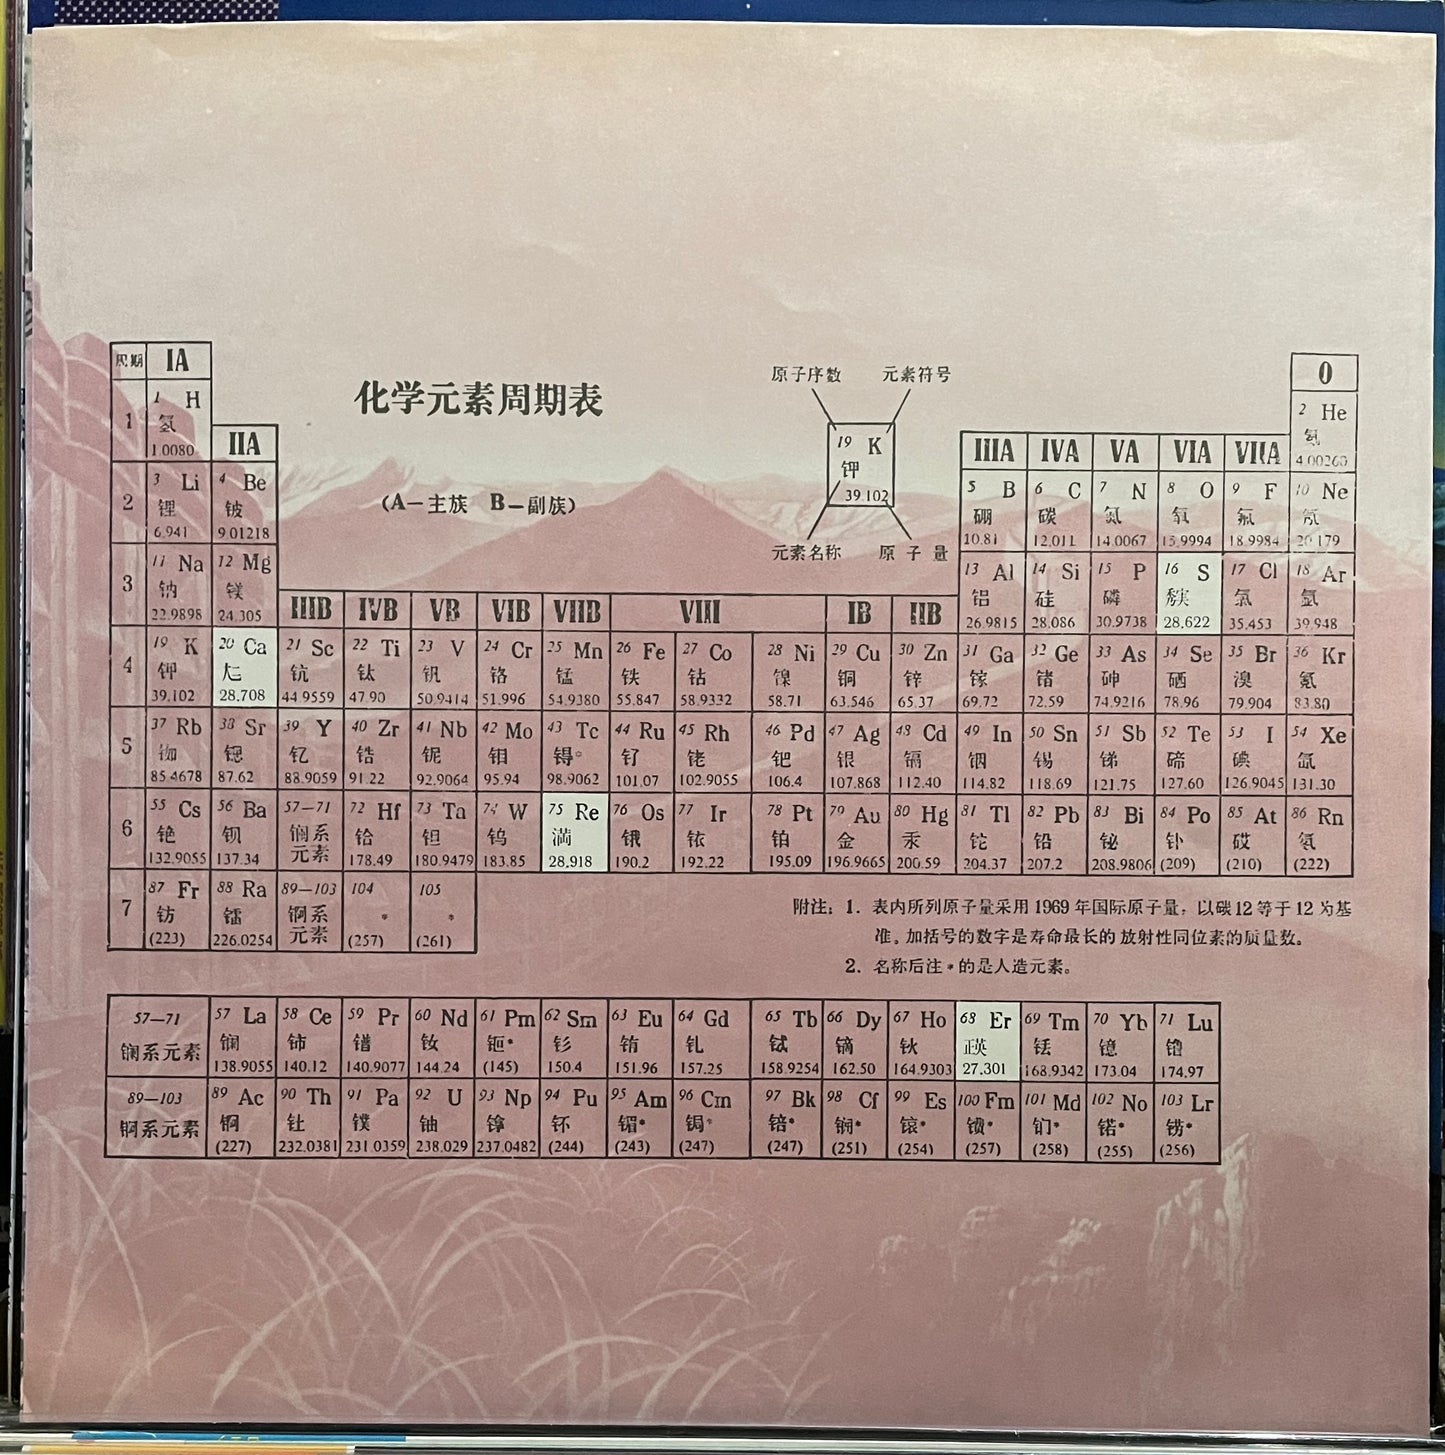 周期 IA
化学元素周期表
原子序数 元素符号
0
1
1 H
氢
1.0080
2 He
氦
4.00260
19 K
钾
39.102
元素名称 原子量
(A—主族 B—副族)
IIA IIIA IVA VA VIA VIIA
2
3 Li 4 Be 5 B 6 C 7 N 8 O 9 F 10 Ne
锂 铍 硼 碳 氮 氧 氟 氖
6.941 9.01218 10.81 12.011 14.0067 15.9994 18.9984 20.179
3
11 Na 12 Mg 13 Al 14 Si 15 P 16 S 17 Cl 18 Ar
钠 镁 铝 硅 磷 氯 氩
22.9898 24.305 26.9815 28.086 30.9738 28.622 35.453 39.948
IIIB IVB VB VIB VIIB VIII IB IIB
4
19 K 20 Ca 21 Sc 22 Ti 23 V 24 Cr 25 Mn 26 Fe 27 Co 28 Ni 29 Cu 30 Zn 31 Ga 32 Ge 33 As 34 Se 35 Br 36 Kr
钾 钪 钛 钒 铬 锰 铁 钴 镍 铜 锌 镓 锗 砷 硒 溴 氪
39.102 28.708 44.9559 47.90 50.9414 51.996 54.9380 55.847 58.9332 58.71 63.546 65.37 69.72 72.59 74.9216 78.96 79.904 83.80
5
37 Rb 38 Sr 39 Y 40 Zr 41 Nb 42 Mo 43 Tc 44 Ru 45 Rh 46 Pd 47 Ag 48 Cd 49 In 50 Sn 51 Sb 52 Te 53 I 54 Xe
铷 锶 钇 锆 铌 钼 锝* 钌 铑 钯 银 镉 铟 锡 锑 碲 碘 氙
85.4678 87.62 88.9059 91.22 92.9064 95.94 98.9062 101.07 102.9055 106.4 107.868 112.40 114.82 118.69 121.75 127.60 126.9045 131.30
6
55 Cs 56 Ba 57—71 72 Hf 73 Ta 74 W 75 Re 76 Os 77 Ir 78 Pt 79 Au 80 Hg 81 Tl 82 Pb 83 Bi 84 Po 85 At 86 Rn
铯 钡 镧系元素 铪 钽 钨 満 锇 铱 铂 金 汞 铊 铅 铋 钋 砹 氡
132.9055 137.34 178.49 180.9479 183.85 28.918 190.2 192.22 195.09 196.9665 200.59 204.37 207.2 208.9806 (209) (210) (222)
7
87 Fr 88 Ra 89—103 104 105
钫 镭 锕系元素 * *
(223) 226.0254 (257) (261)
附注：1. 表内所列原子量采用1969年国际原子量，以碳12等于12为基
准。加括号的数字是寿命最长的放射性同位素的质量数。
2. 名称后注*的是人造元素。
57—71 57 La 58 Ce 59 Pr 60 Nd 61 Pm 62 Sm 63 Eu 64 Gd 65 Tb 66 Dy 67 Ho 68 Er 69 Tm 70 Yb 71 Lu
镧系元素 镧 铈 镨 钕 钷* 钐 铕 钆 铽 镝 钬 铥 镱 镥
138.9055 140.12 140.9077 144.24 (145) 150.4 151.96 157.25 158.9254 162.50 164.9303 27.301 168.9342 173.04 174.97
89—103 89 Ac 90 Th 91 Pa 92 U 93 Np 94 Pu 95 Am 96 Cm 97 Bk 98 Cf 99 Es 100 Fm 101 Md 102 No 103 Lr
锕系元素 锕 钍 镤 铀 镎 钚 镅* 锔* 锫* 锎* 锿* 镄* 钔* 锘* 铹*
(227) 232.0381 231.0359 238.029 237.0482 (244) (243) (247) (247) (251) (254) (257) (258) (255) (256)